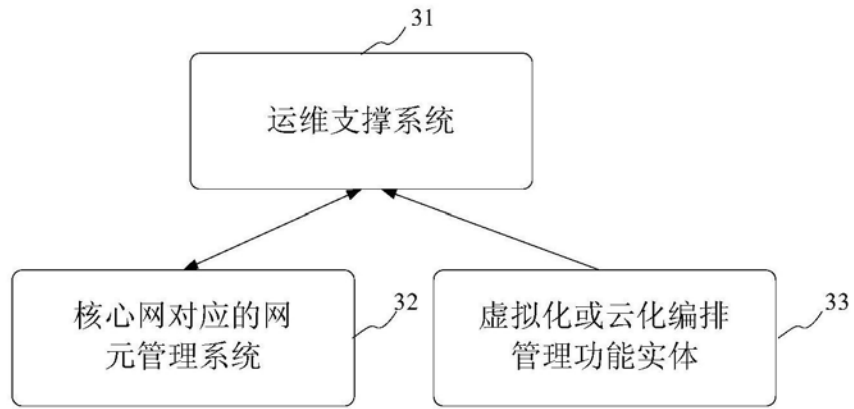 31
运维支撑系统
核心网对应的网
元管理系统
32
虚拟化或云化编排
管理功能实体
33